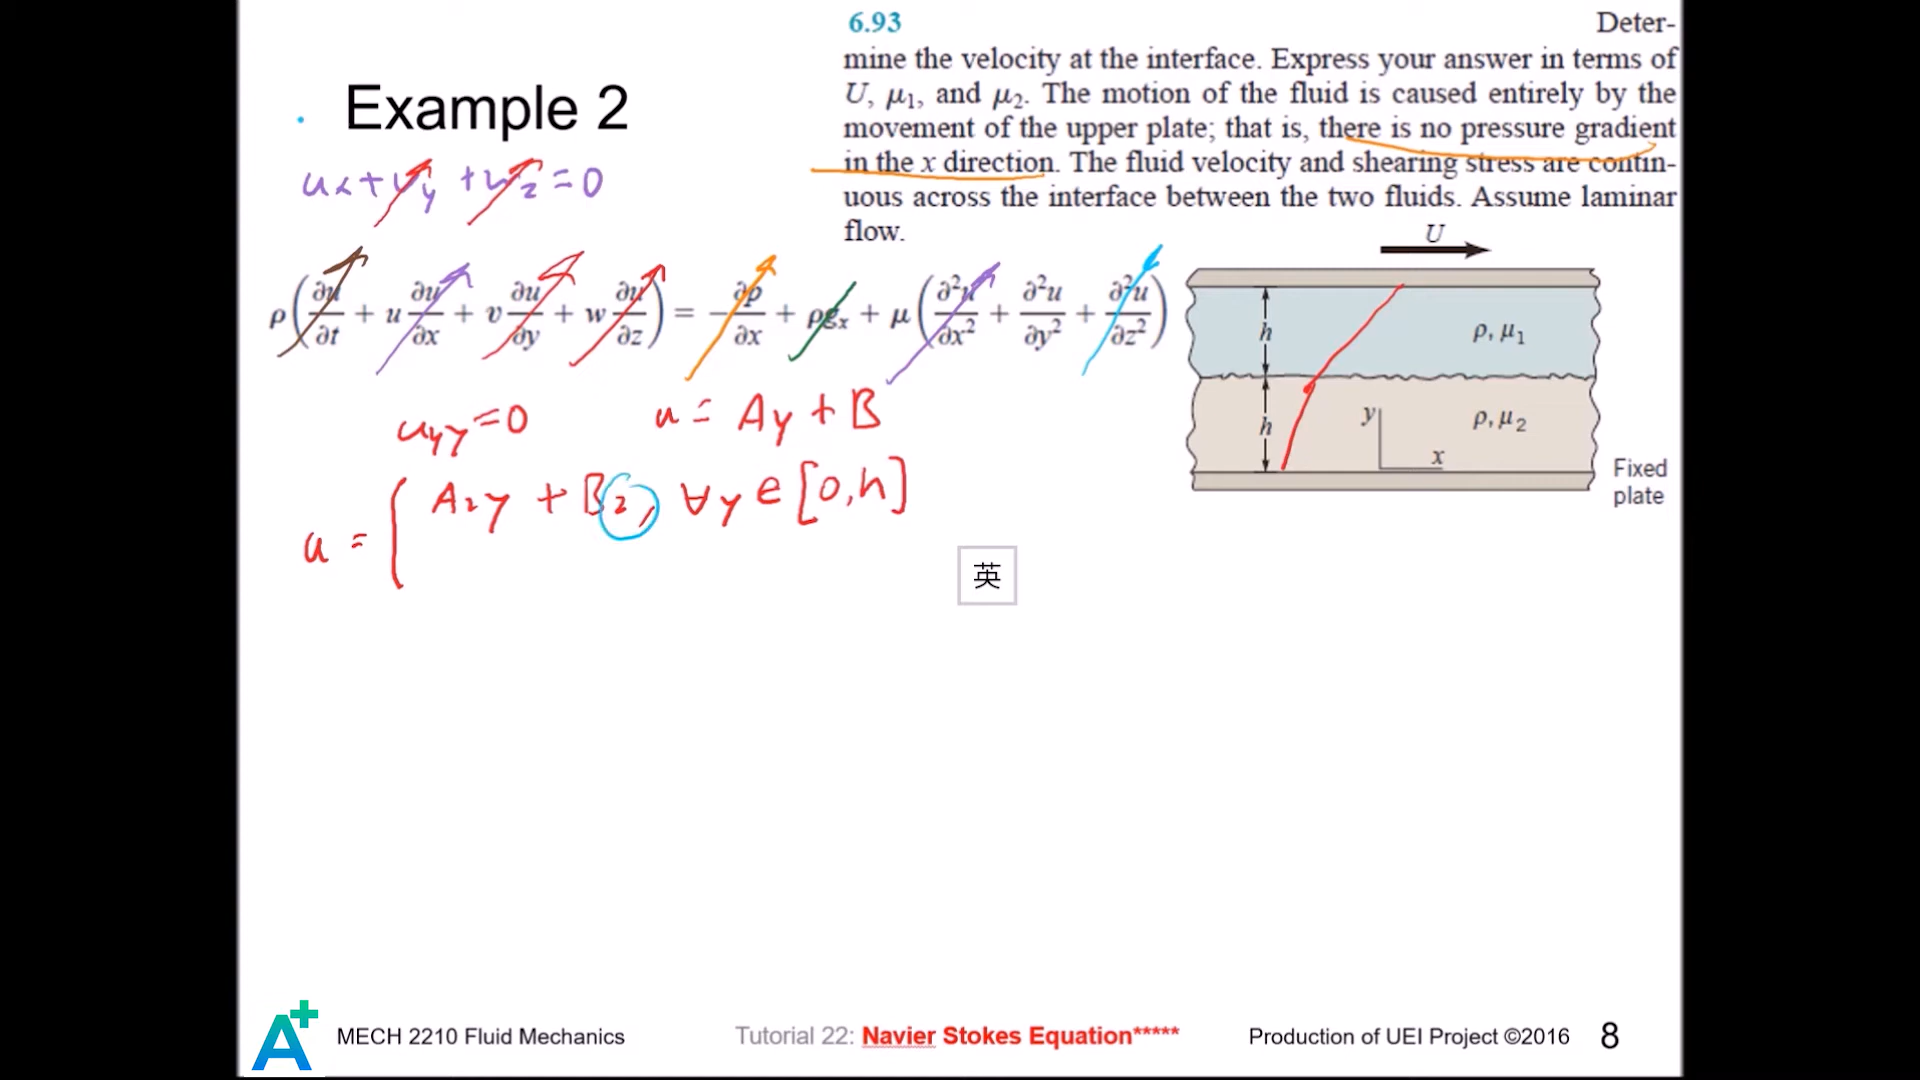 6.93 Deter-
mine the velocity at the interface. Express your answer in terms of
U, μ₁, and μ₂. The motion of the fluid is caused entirely by the
movement of the upper plate; that is, there is no pressure gradient
in the x direction. The fluid velocity and shearing stress are contin-
uous across the interface between the two fluids. Assume laminar
flow.
Example 2
ux + vy + wz = 0
ρ(∂u/∂t + u ∂u/∂x + v ∂u/∂y + w ∂u/∂z) = −∂p/∂x + ρgₓ + μ(∂²u/∂x² + ∂²u/∂y² + ∂²u/∂z²)
U
h
ρ, μ₁
h
y
x
ρ, μ₂
Fixed
plate
uyy = 0 u = Ay + B
u = { A₂y + B₂, ∀y ∈ [0,h]
英
A+
MECH 2210 Fluid Mechanics
Tutorial 22: Navier Stokes Equation*****
Production of UEI Project ©2016
8